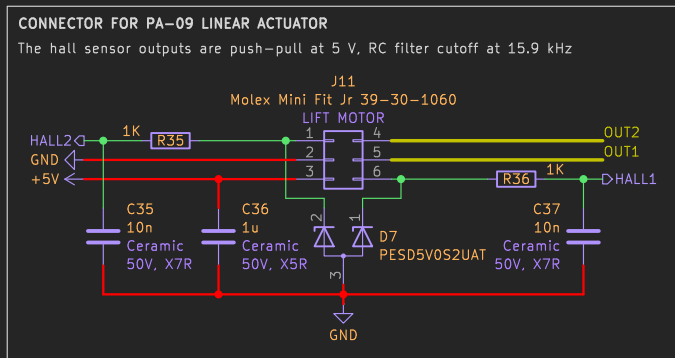 CONNECTOR FOR PA-09 LINEAR ACTUATOR
The hall sensor outputs are push-pull at 5 V, RC filter cutoff at 15.9 kHz
J11
Molex Mini Fit Jr 39-30-1060
LIFT MOTOR
1K
R35
HALL2
GND
+5V
1
2
3
4
5
6
OUT2
OUT1
1K
R36
HALL1
C35
10n
Ceramic
50V, X7R
C36
1u
Ceramic
50V, X5R
2
1
3
D7
PESD5V0S2UAT
C37
10n
Ceramic
50V, X7R
GND